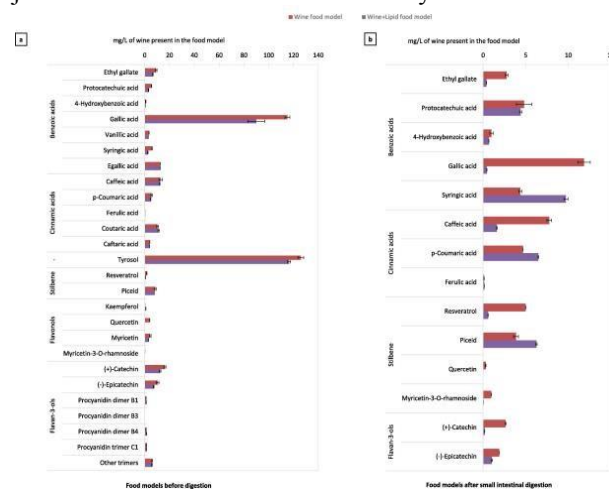 Wine food model Wine+Lipid food model
a
mg/L of wine present in the food model
0 20 40 60 80 100 120 140
Benzoic acids
Ethyl gallate
Protocatechuic acid
4-Hydroxybenzoic acid
Gallic acid
Vanillic acid
Syringic acid
Egallic acid
Cinnamic acids
Caffeic acid
p-Coumaric acid
Ferulic acid
Coutaric acid
Caftaric acid
-
Tyrosol
Stilbene
Resveratrol
Piceid
Flavonols
Kaempferol
Quercetin
Myricetin
Myricetin-3-O-rhamnoside
Flavan-3-ols
(+)-Catechin
(-)-Epicatechin
Procyanidin dimer B1
Procyanidin dimer B3
Procyanidin dimer B4
Procyanidin trimer C1
Other trimers
Food models before digestion
b
mg/L of wine present in the food model
0 5 10
Benzoic acids
Ethyl gallate
Protocatechuic acid
4-Hydroxybenzoic acid
Gallic acid
Syringic acid
Cinnamic acids
Caffeic acid
p-Coumaric acid
Ferulic acid
Stilbene
Resveratrol
Piceid
Quercetin
Myricetin-3-O-rhamnoside
Flavan-3-ols
(+)-Catechin
(-)-Epicatechin
Food models after small intestinal digestion